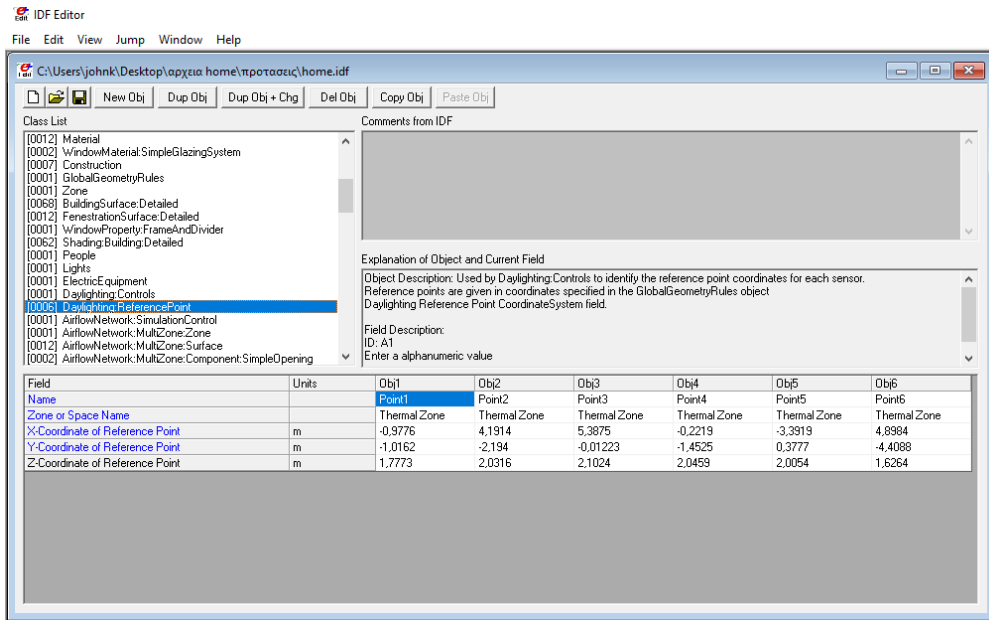 IDF Editor
File Edit View Jump Window Help
C:\Users\johnk\Desktop\αρχεια home\προτασεις\home.idf
New Obj Dup Obj Dup Obj + Chg Del Obj Copy Obj Paste Obj
Class List
[0012] Material
[0002] WindowMaterial:SimpleGlazingSystem
[0007] Construction
[0001] GlobalGeometryRules
[0001] Zone
[0068] BuildingSurface:Detailed
[0012] FenestrationSurface:Detailed
[0001] WindowProperty:FrameAndDivider
[0062] Shading:Building:Detailed
[0001] People
[0001] Lights
[0001] ElectricEquipment
[0001] Daylighting:Controls
[0006] Daylighting:ReferencePoint
[0001] AirflowNetwork:SimulationControl
[0001] AirflowNetwork:MultiZone:Zone
[0012] AirflowNetwork:MultiZone:Surface
[0002] AirflowNetwork:MultiZone:Component:SimpleOpening
Comments from IDF
Explanation of Object and Current Field
Object Description: Used by Daylighting:Controls to identify the reference point coordinates for each sensor.
Reference points are given in coordinates specified in the GlobalGeometryRules object
Daylighting Reference Point CoordinateSystem field.
Field Description:
ID: A1
Enter a alphanumeric value
Field Units Obj1 Obj2 Obj3 Obj4 Obj5 Obj6
Name Point1 Point2 Point3 Point4 Point5 Point6
Zone or Space Name Thermal Zone Thermal Zone Thermal Zone Thermal Zone Thermal Zone Thermal Zone
X-Coordinate of Reference Point m -0,9776 4,1914 5,3875 -0,2219 -3,3919 4,8984
Y-Coordinate of Reference Point m -1,0162 -2,194 -0,01223 -1,4525 0,3777 -4,4088
Z-Coordinate of Reference Point m 1,7773 2,0316 2,1024 2,0459 2,0054 1,6264